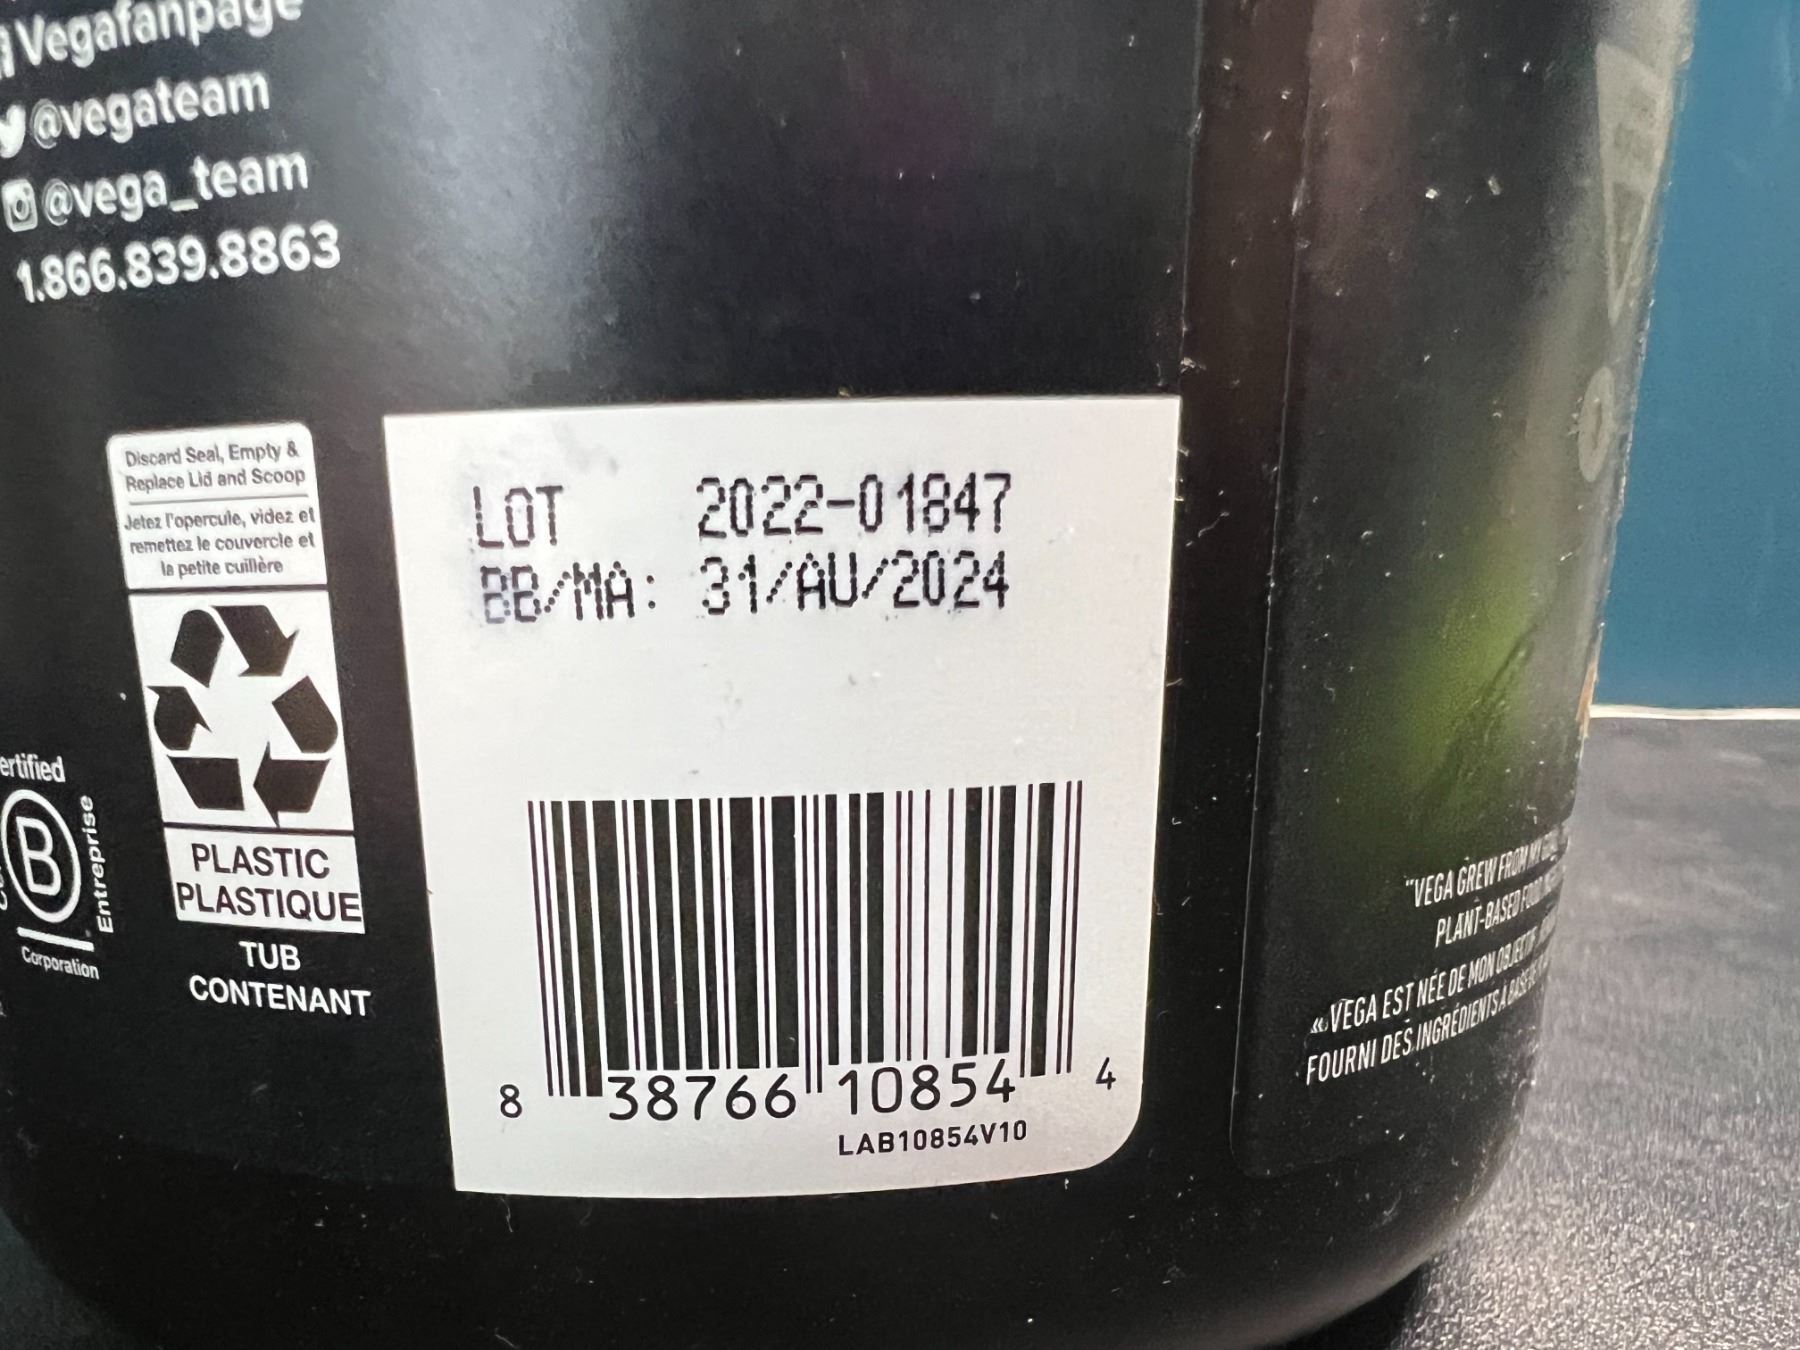 Vegafanpage
@vegateam
@vega_team
1.866.839.8863
Discard Seal, Empty &
Replace Lid and Scoop
Jetez l'opercule, videz et
remettez le couvercle et
la petite cuillère
PLASTIC
PLASTIQUE
TUB
CONTENANT
B
Entreprise
Corporation
LOT 2022-01847
BB/MA: 31/AU/2024
8 38766 10854 4
LAB10854V10
"VEGA GREW FROM MY
PLANT-BASED
«VEGA EST NÉE DE MON OBJECTIF
FOURNI DES INGRÉDIENTS À BASE DE